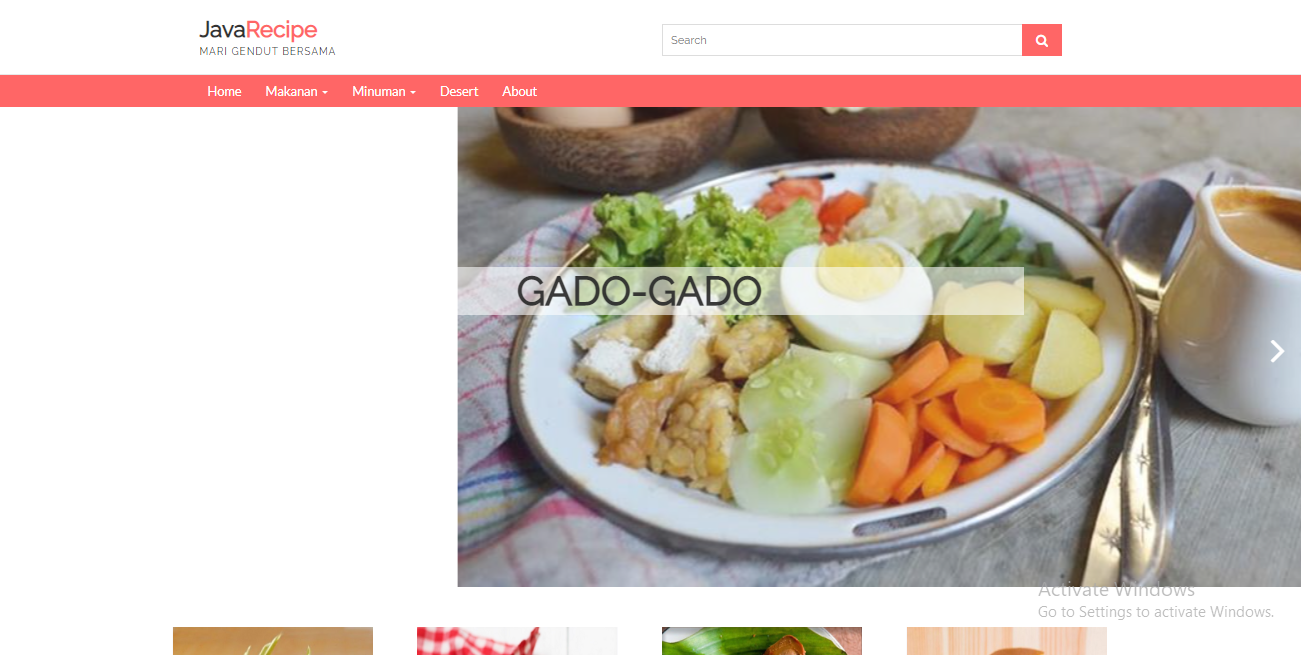 JavaRecipe
MARI GENDUT BERSAMA
Search
Home Makanan Minuman Desert About
GADO-GADO
Activate Windows
Go to Settings to activate Windows.